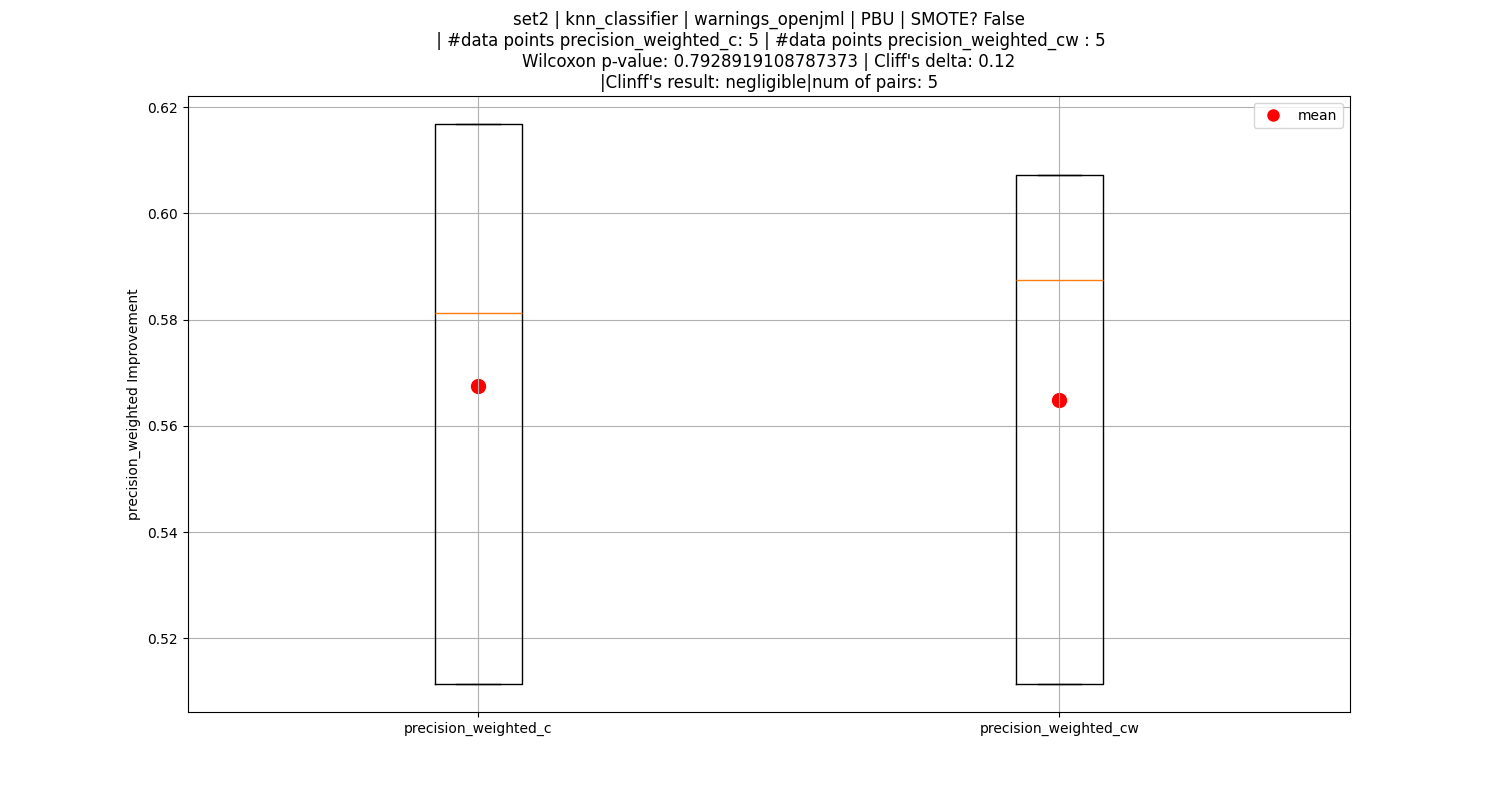 set2 | knn_classifier | warnings_openjml | PBU | SMOTE? False
| #data points precision_weighted_c: 5 | #data points precision_weighted_cw : 5
Wilcoxon p-value: 0.7928919108787373 | Cliff's delta: 0.12
|Clinff's result: negligible|num of pairs: 5
mean
0.62
0.60
0.58
0.56
0.54
0.52
precision_weighted Improvement
precision_weighted_c
precision_weighted_cw